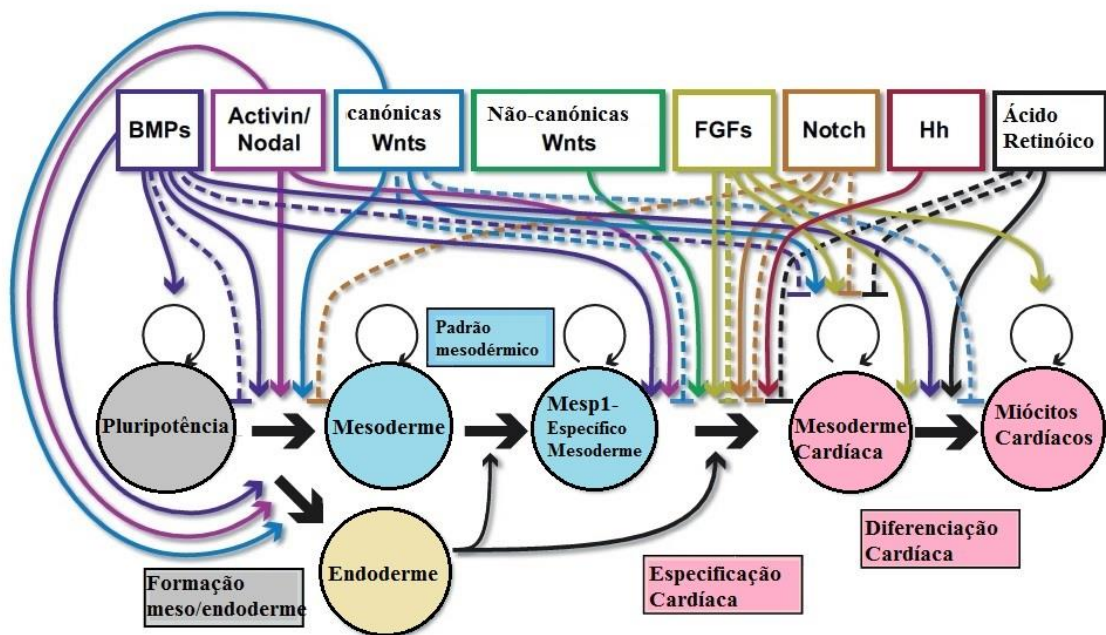 BMPs
Activin/
Nodal
canónicas
Wnts
Não-canónicas
Wnts
FGFs
Notch
Hh
Ácido
Retinóico
Padrão
mesodérmico
Pluripotência
Mesoderme
Mesp1-
Específico
Mesoderme
Mesoderme
Cardíaca
Miócitos
Cardíacos
Endoderme
Formação
meso/endoderme
Especificação
Cardíaca
Diferenciação
Cardíaca